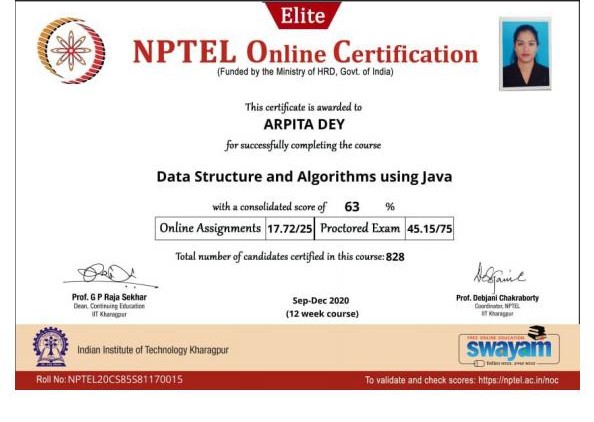 Elite
NPTEL Online Certification
(Funded by the Ministry of HRD, Govt. of India)
This certificate is awarded to
ARPITA DEY
for successfully completing the course
Data Structure and Algorithms using Java
with a consolidated score of 63 %
Online Assignments 17.72/25 Proctored Exam 45.15/75
Total number of candidates certified in this course: 828
Prof. G P Raja Sekhar
Dean, Continuing Education
IIT Kharagpur
Sep-Dec 2020
(12 week course)
Prof. Debjani Chakraborty
Coordinator, NPTEL
IIT Kharagpur
Indian Institute of Technology Kharagpur
FREE ONLINE EDUCATION
swayam
Roll No: NPTEL20CS85S81170015
To validate and check scores: https://nptel.ac.in/noc